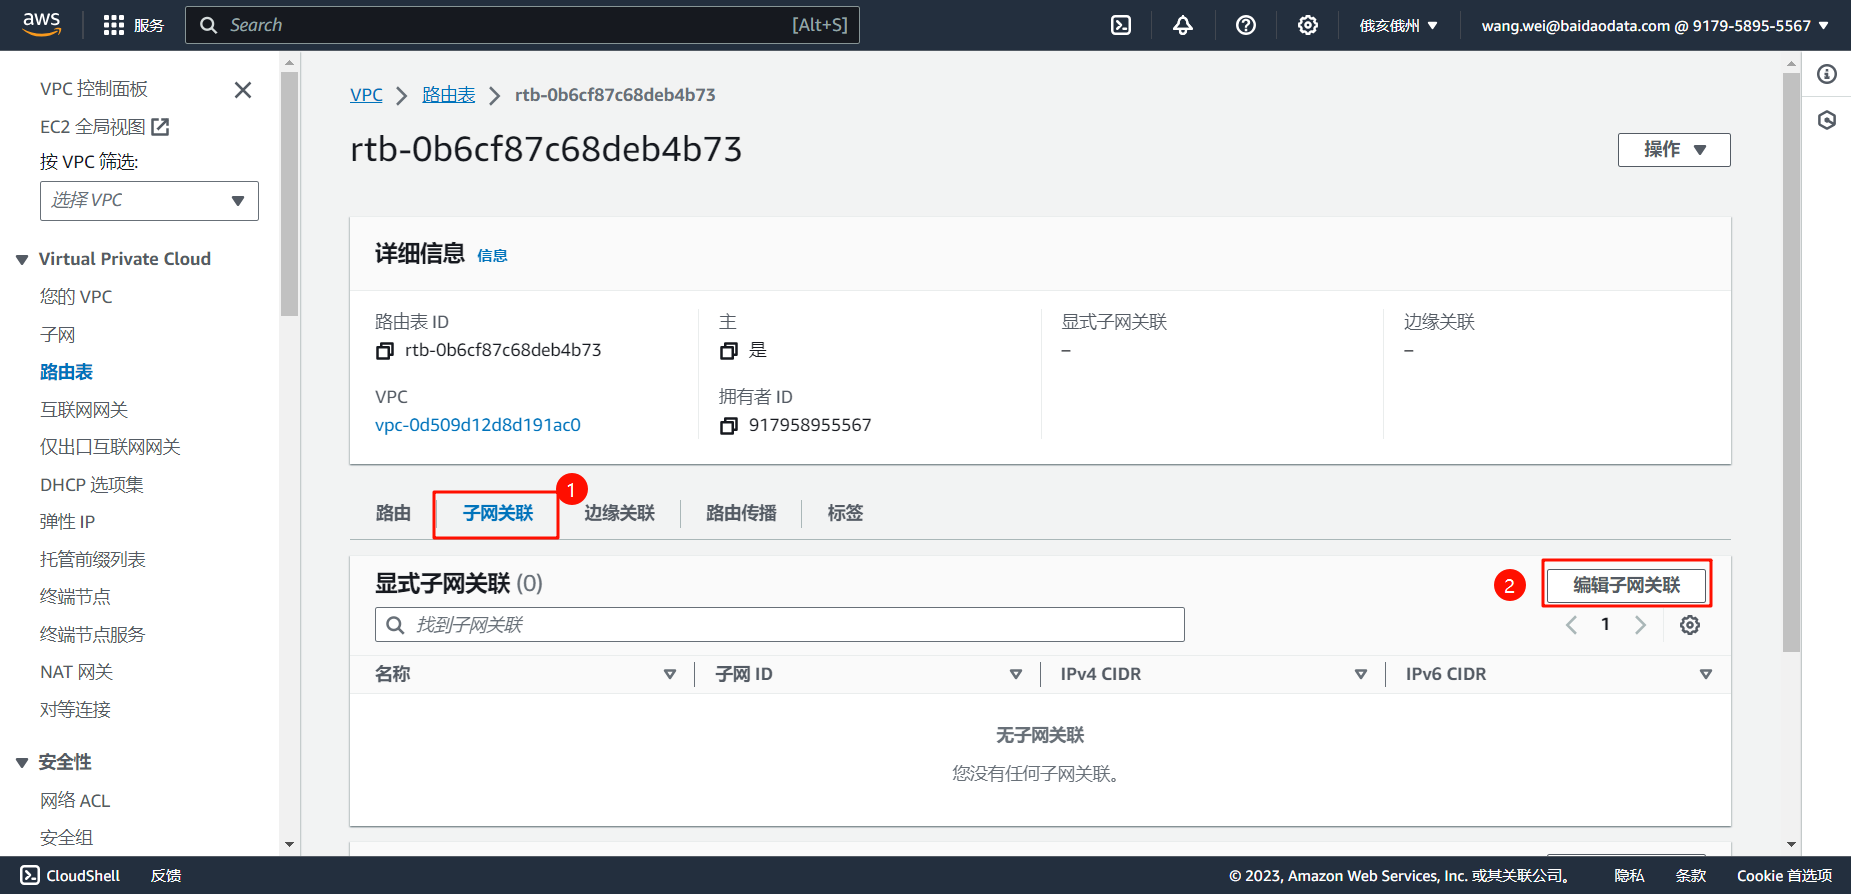 aws 服务 Search [Alt+S] 俄亥俄州 wang.wei@baidaodata.com @ 9179-5895-5567
VPC 控制面板
EC2 全局视图
按 VPC 筛选:
选择 VPC
Virtual Private Cloud
您的 VPC
子网
路由表
互联网网关
仅出口互联网网关
DHCP 选项集
弹性 IP
托管前缀列表
终端节点
终端节点服务
NAT 网关
对等连接
安全性
网络 ACL
安全组
VPC 路由表 rtb-0b6cf87c68deb4b73
rtb-0b6cf87c68deb4b73
操作
详细信息 信息
路由表 ID
rtb-0b6cf87c68deb4b73
主
是
显式子网关联
–
边缘关联
–
VPC
vpc-0d509d12d8d191ac0
拥有者 ID
917958955567
1
路由 子网关联 边缘关联 路由传播 标签
显式子网关联 (0)
2
编辑子网关联
找到子网关联
1
名称 子网 ID IPv4 CIDR IPv6 CIDR
无子网关联
您没有任何子网关联。
CloudShell 反馈 © 2023, Amazon Web Services, Inc. 或其关联公司。 隐私 条款 Cookie 首选项